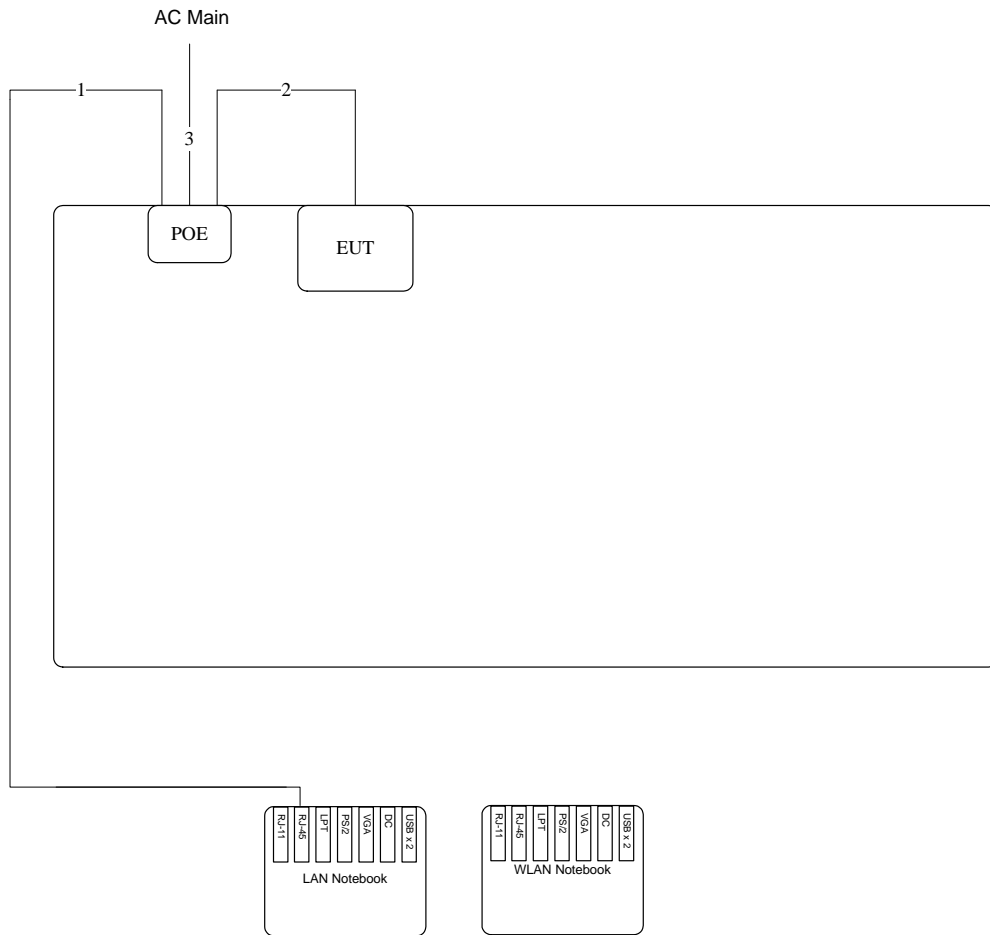 AC Main
1
2
3
POE
EUT
RJ-11
RJ-45
LPT
PS/2
VGA
DC
USB x 2
LAN Notebook
RJ-11
RJ-45
LPT
PS/2
VGA
DC
USB x 2
WLAN Notebook